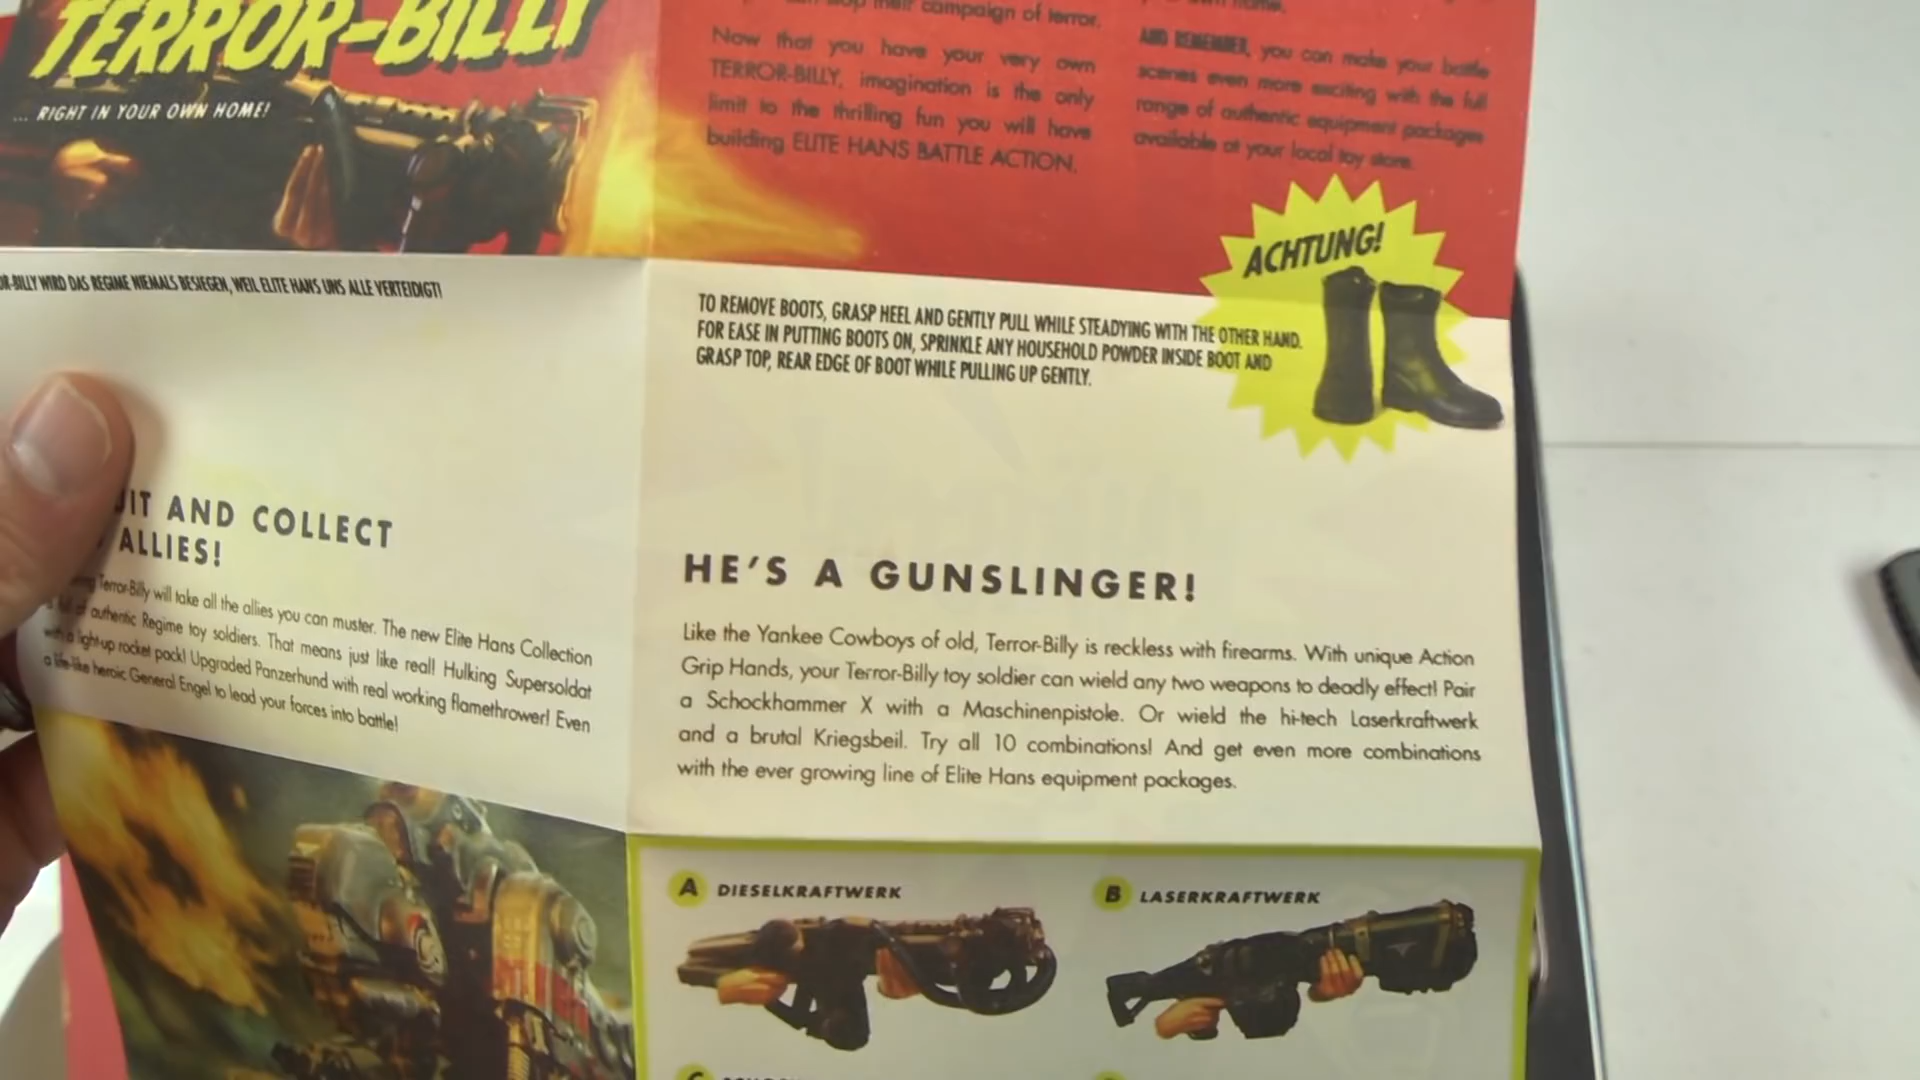 TERROR-BILLY
... RIGHT IN YOUR OWN HOME!
their campaign of terror.
Now that you have your very own
TERROR-BILLY, imagination is the only
limit to the thrilling fun you will have
building ELITE HANS BATTLE ACTION.
AND REMEMBER, you can make your battle
scenes even more exciting with the full
range of authentic equipment packages
available at your local toy store.
ACHTUNG!
TO REMOVE BOOTS, GRASP HEEL AND GENTLY PULL WHILE STEADYING WITH THE OTHER HAND.
FOR EASE IN PUTTING BOOTS ON, SPRINKLE ANY HOUSEHOLD POWDER INSIDE BOOT AND
GRASP TOP, REAR EDGE OF BOOT WHILE PULLING UP GENTLY.
OR-BILLY WIRD DAS REGIME NIEMALS BESIEGEN, WEIL ELITE HANS UNS ALLE VERTEIDIGT!
UIT AND COLLECT
ALLIES!
Terror-Billy will take all the allies you can muster. The new Elite Hans Collection
authentic Regime toy soldiers. That means just like real! Hulking Supersoldat
with a light-up rocket pack! Upgraded Panzerhund with real working flamethrower! Even
a life-like heroic General Engel to lead your forces into battle!
HE'S A GUNSLINGER!
Like the Yankee Cowboys of old, Terror-Billy is reckless with firearms. With unique Action
Grip Hands, your Terror-Billy toy soldier can wield any two weapons to deadly effect! Pair
a Schockhammer X with a Maschinenpistole. Or wield the hi-tech Laserkraftwerk
and a brutal Kriegsbeil. Try all 10 combinations! And get even more combinations
with the ever growing line of Elite Hans equipment packages.
A DIESELKRAFTWERK
B LASERKRAFTWERK